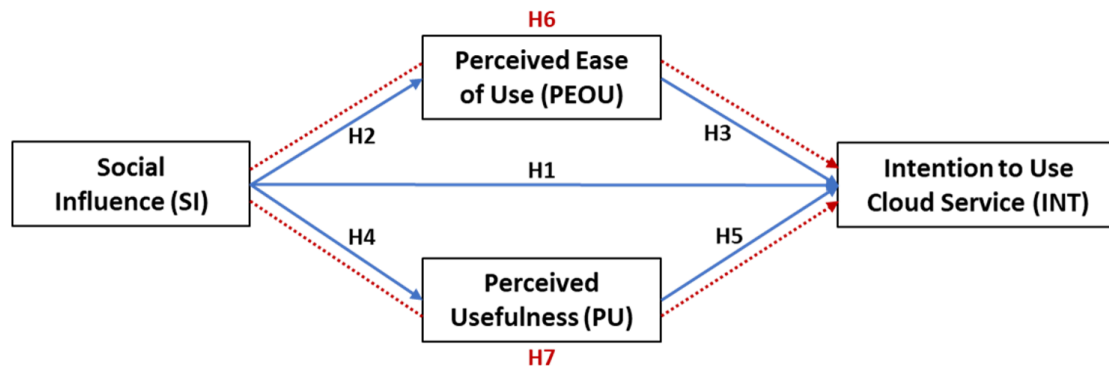 H6
Perceived Ease
of Use (PEOU)
H2
H3
Social
Influence (SI)
H1
Intention to Use
Cloud Service (INT)
H4
H5
Perceived
Usefulness (PU)
H7